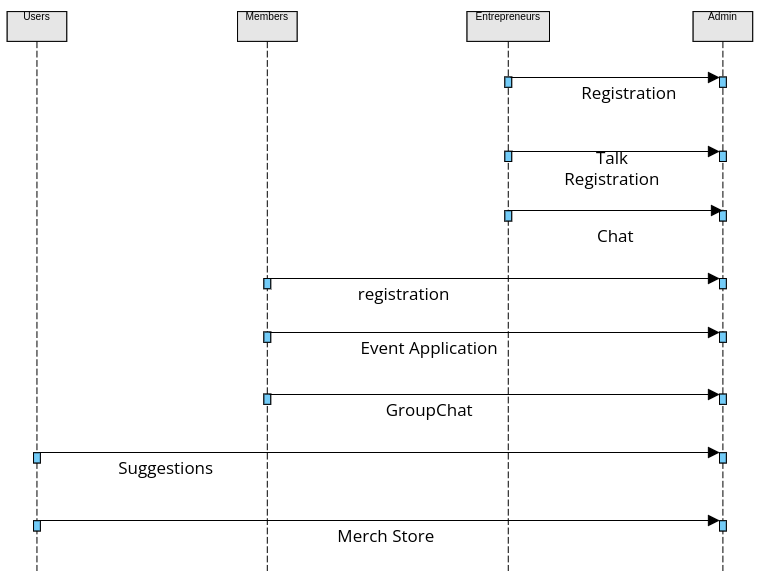 Users
Members
Entrepreneurs
Admin
Registration
Talk
Registration
Chat
registration
Event Application
GroupChat
Suggestions
Merch Store